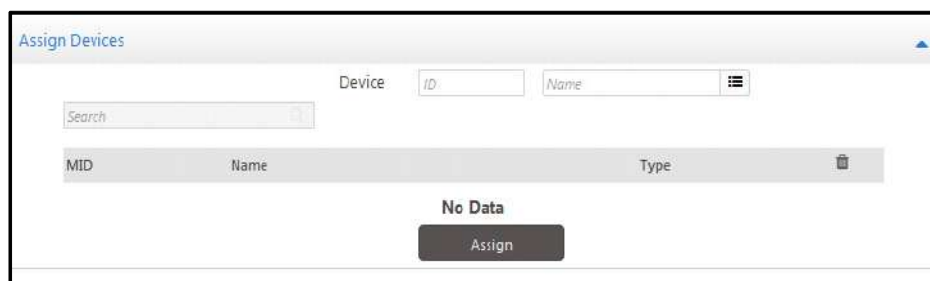 Assign Devices
Device ID Name
Search
MID Name Type
No Data
Assign